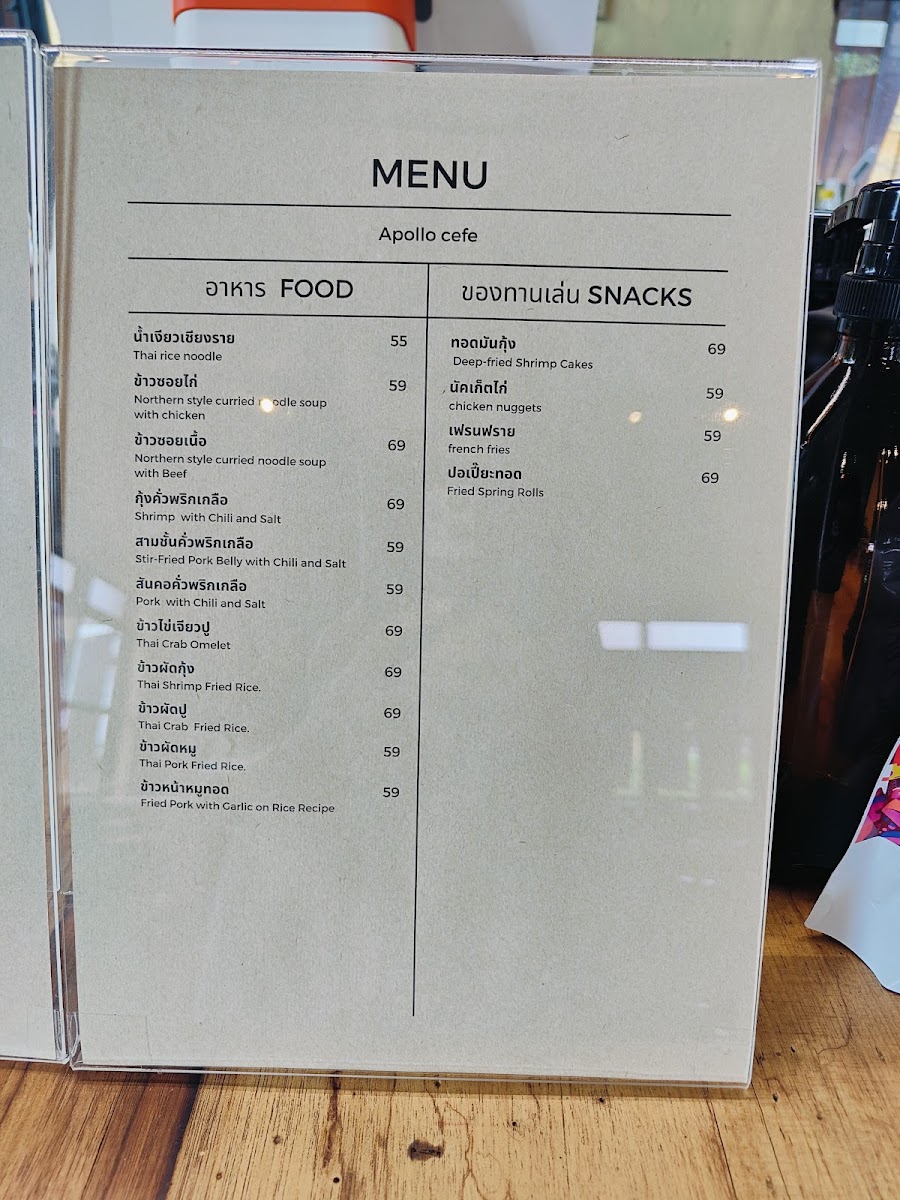 MENU
Apollo cefe
อาหาร FOOD
น้ำเงียวเชียงราย 55
Thai rice noodle
ข้าวซอยไก่ 59
Northern style curried noodle soup
with chicken
ข้าวซอยเนื้อ 69
Northern style curried noodle soup
with Beef
กุ้งคั่วพริกเกลือ 69
Shrimp with Chili and Salt
สามชั้นคั่วพริกเกลือ 59
Stir-Fried Pork Belly with Chili and Salt
สันคอคั่วพริกเกลือ 59
Pork with Chili and Salt
ข้าวไข่เจียวปู 69
Thai Crab Omelet
ข้าวผัดกุ้ง 69
Thai Shrimp Fried Rice.
ข้าวผัดปู 69
Thai Crab Fried Rice.
ข้าวผัดหมู 59
Thai Pork Fried Rice.
ข้าวหน้าหมูทอด 59
Fried Pork with Garlic on Rice Recipe
ของทานเล่น SNACKS
ทอดมันกุ้ง 69
Deep-fried Shrimp Cakes
นัคเก็ตไก่ 59
chicken nuggets
เฟรนฟราย 59
french fries
ปอเปี๊ยะทอด 69
Fried Spring Rolls